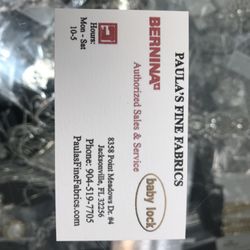 PAULA'S FINE FABRICS
BERNINA
Authorized Sales & Service
baby lock
Hours:
Mon - Sat
10-5
8358 Point Meadows Dr. #4
Jacksonville, FL 32256
Phone: 904-519-7705
PaulasFineFabrics.com